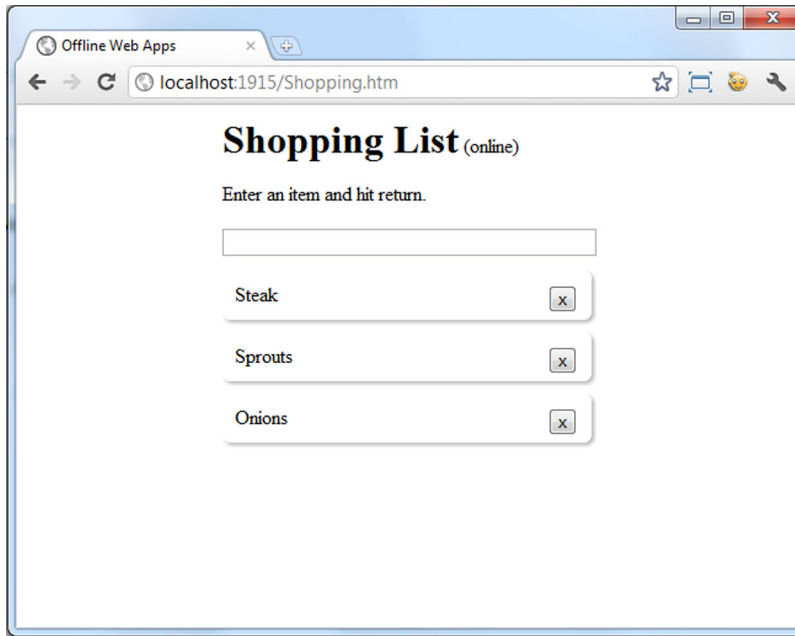 Offline Web Apps
localhost:1915/Shopping.htm
Shopping List (online)
Enter an item and hit return.
Steak x
Sprouts x
Onions x